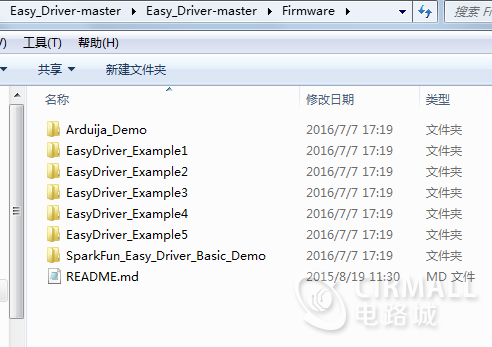 Easy_Driver-master ▸ Easy_Driver-master ▸ Firmware ▸ 搜索 Fi
V) 工具(T) 帮助(H)
共享 ▼ 新建文件夹
名称 修改日期 类型
Arduija_Demo 2016/7/7 17:19 文件夹
EasyDriver_Example1 2016/7/7 17:19 文件夹
EasyDriver_Example2 2016/7/7 17:19 文件夹
EasyDriver_Example3 2016/7/7 17:19 文件夹
EasyDriver_Example4 2016/7/7 17:19 文件夹
EasyDriver_Example5 2016/7/7 17:19 文件夹
SparkFun_Easy_Driver_Basic_Demo 2016/7/7 17:19 文件夹
README.md 2015/8/19 11:30 MD 文件
CIRMALL
电路城